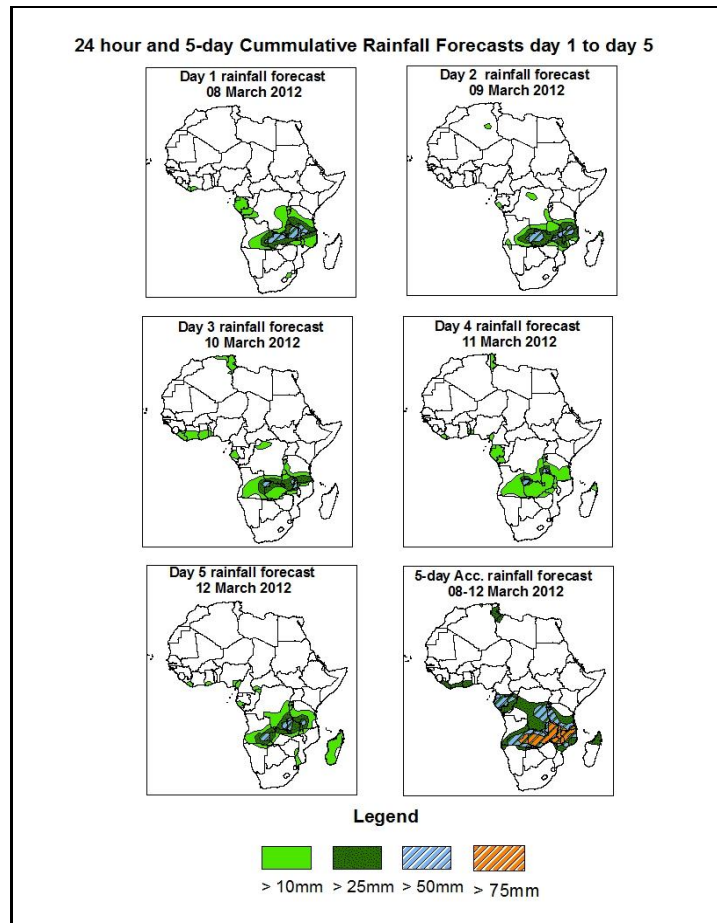 24 hour and 5-day Cummulative Rainfall Forecasts day 1 to day 5
Day 1 rainfall forecast
08 March 2012
Day 2 rainfall forecast
09 March 2012
Day 3 rainfall forecast
10 March 2012
Day 4 rainfall forecast
11 March 2012
Day 5 rainfall forecast
12 March 2012
5-day Acc. rainfall forecast
08-12 March 2012
Legend
> 10mm > 25mm > 50mm > 75mm